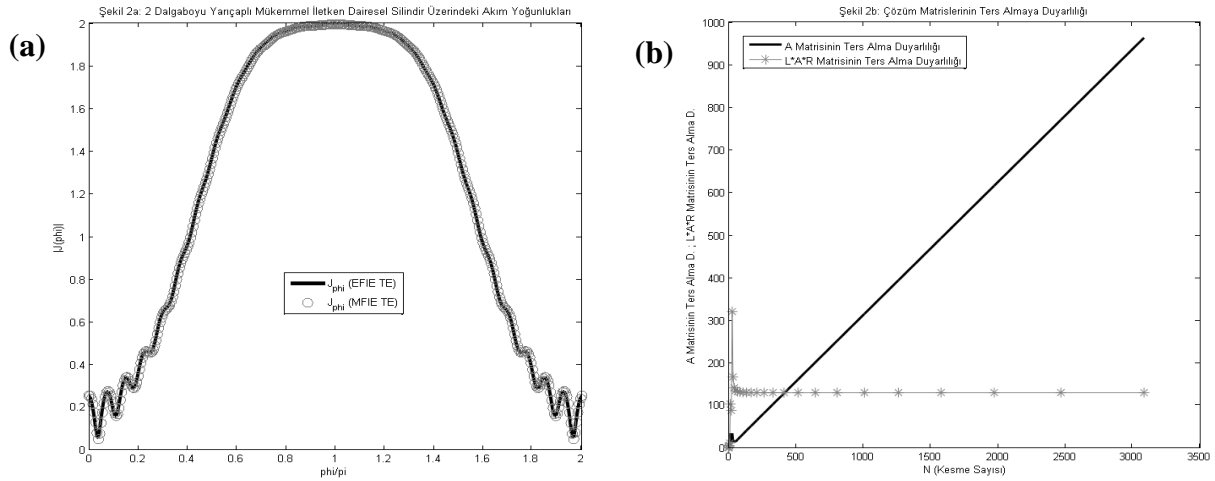 (a)
Şekil 2a: 2 Dalgaboyu Yarıçaplı Mükemmel İletken Dairesel Silindir Üzerindeki Akım Yoğunlukları
|J(phi)|
2
1.8
1.6
1.4
1.2
1
0.8
0.6
0.4
0.2
0
J_phi (EFIE TE)
J_phi (MFIE TE)
0 0.2 0.4 0.6 0.8 1 1.2 1.4 1.6 1.8 2
phi/pi
(b)
Şekil 2b: Çözüm Matrislerinin Ters Almaya Duyarlılığı
A Matrisinin Ters Alma D. ; L*A*R Matrisinin Ters Alma D.
1000
900
800
700
600
500
400
300
200
100
0
A Matrisinin Ters Alma Duyarlılığı
L*A*R Matrisinin Ters Alma Duyarlılığı
0 500 1000 1500 2000 2500 3000 3500
N (Kesme Sayısı)